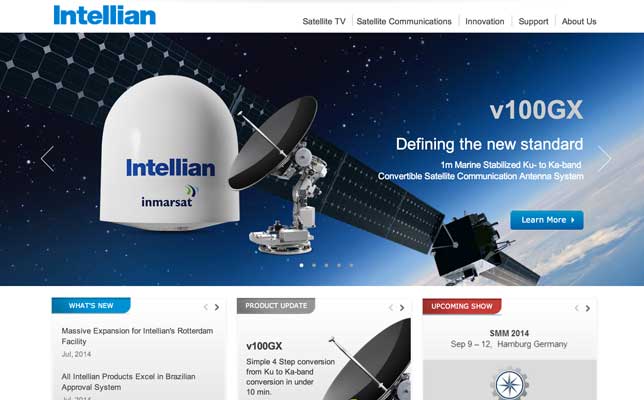 Intellian
Satellite TV
Satellite Communications
Innovation
Support
About Us
Intellian
inmarsat
v100GX
Defining the new standard
1m Marine Stabilized Ku- to Ka-band
Convertible Satellite Communication Antenna System
Learn More
WHAT'S NEW
Massive Expansion for Intellian's Rotterdam
Facility
Jul, 2014
All Intellian Products Excel in Brazilian
Approval System
Jul, 2014
PRODUCT UPDATE
v100GX
Simple 4 Step conversion
from Ku to Ka-band
conversion in under
10 min.
UPCOMING SHOW
SMM 2014
Sep 9 – 12, Hamburg Germany